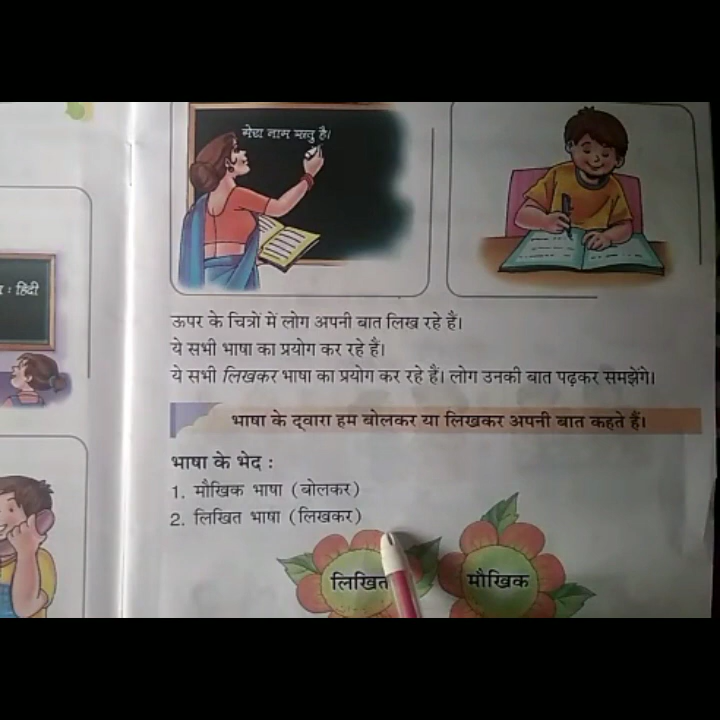 मेरा नाम ऋतु है।
: हिंदी
ऊपर के चित्रों में लोग अपनी बात लिख रहे हैं।
ये सभी भाषा का प्रयोग कर रहे हैं।
ये सभी लिखकर भाषा का प्रयोग कर रहे हैं। लोग उनकी बात पढ़कर समझेंगे।
भाषा के द्वारा हम बोलकर या लिखकर अपनी बात कहते हैं।
भाषा के भेद :
1. मौखिक भाषा (बोलकर)
2. लिखित भाषा (लिखकर)
लिखित
मौखिक